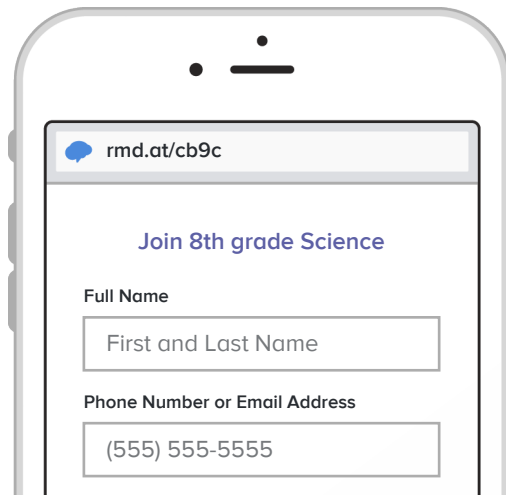 rmd.at/cb9c
Join 8th grade Science
Full Name
First and Last Name
Phone Number or Email Address
(555) 555-5555